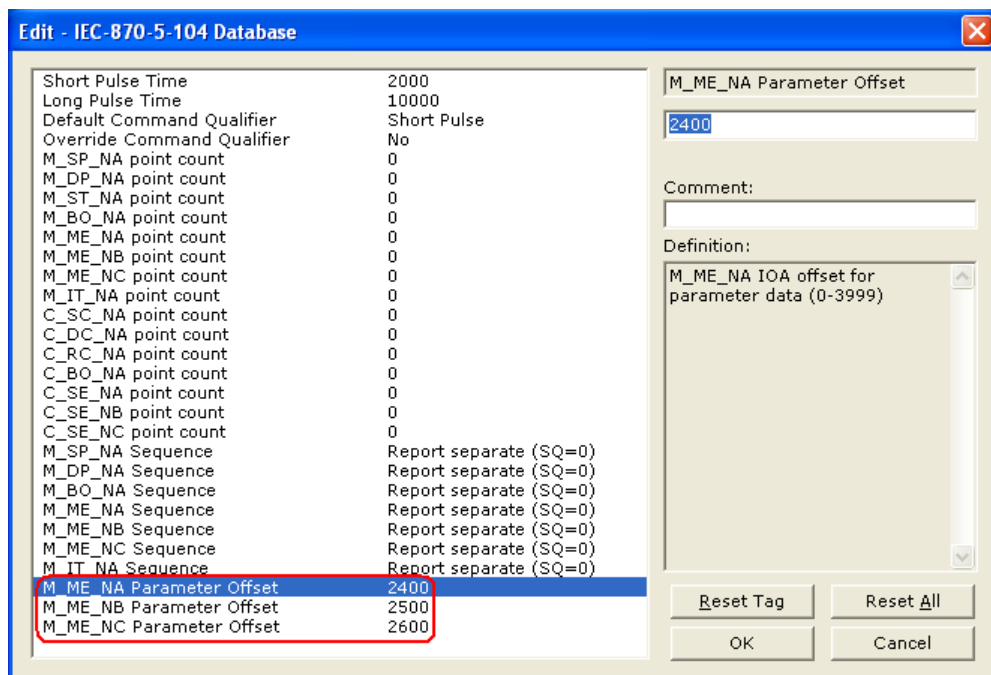 Edit - IEC-870-5-104 Database
Short Pulse Time 2000
Long Pulse Time 10000
Default Command Qualifier Short Pulse
Override Command Qualifier No
M_SP_NA point count 0
M_DP_NA point count 0
M_ST_NA point count 0
M_BO_NA point count 0
M_ME_NA point count 0
M_ME_NB point count 0
M_ME_NC point count 0
M_IT_NA point count 0
C_SC_NA point count 0
C_DC_NA point count 0
C_RC_NA point count 0
C_BO_NA point count 0
C_SE_NA point count 0
C_SE_NB point count 0
C_SE_NC point count 0
M_SP_NA Sequence Report separate (SQ=0)
M_DP_NA Sequence Report separate (SQ=0)
M_BO_NA Sequence Report separate (SQ=0)
M_ME_NA Sequence Report separate (SQ=0)
M_ME_NB Sequence Report separate (SQ=0)
M_ME_NC Sequence Report separate (SQ=0)
M_IT_NA Sequence Report separate (SQ=0)
M_ME_NA Parameter Offset 2400
M_ME_NB Parameter Offset 2500
M_ME_NC Parameter Offset 2600
M_ME_NA Parameter Offset
2400
Comment:
Definition:
M_ME_NA IOA offset for
parameter data (0-3999)
Reset Tag Reset All
OK Cancel